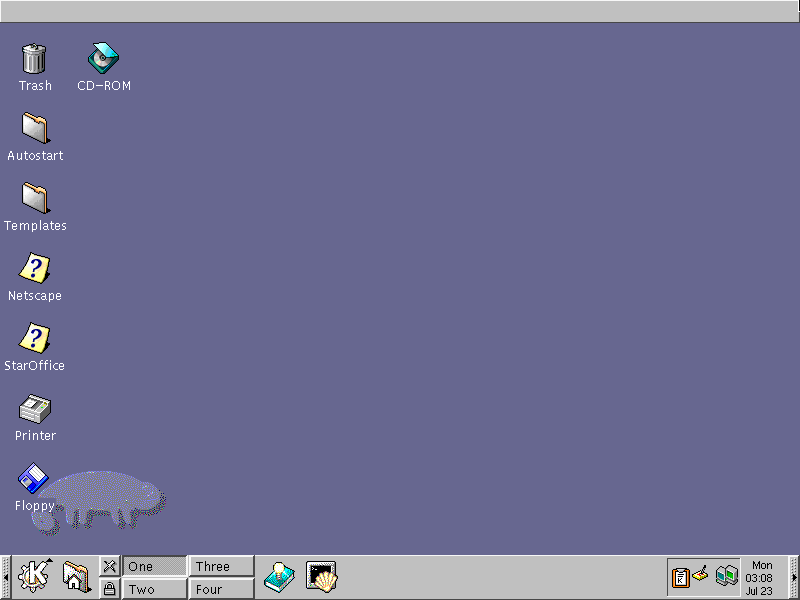 Trash
CD-ROM
Autostart
Templates
Netscape
StarOffice
Printer
Floppy
One
Three
Two
Four
Mon
03:08
Jul 23